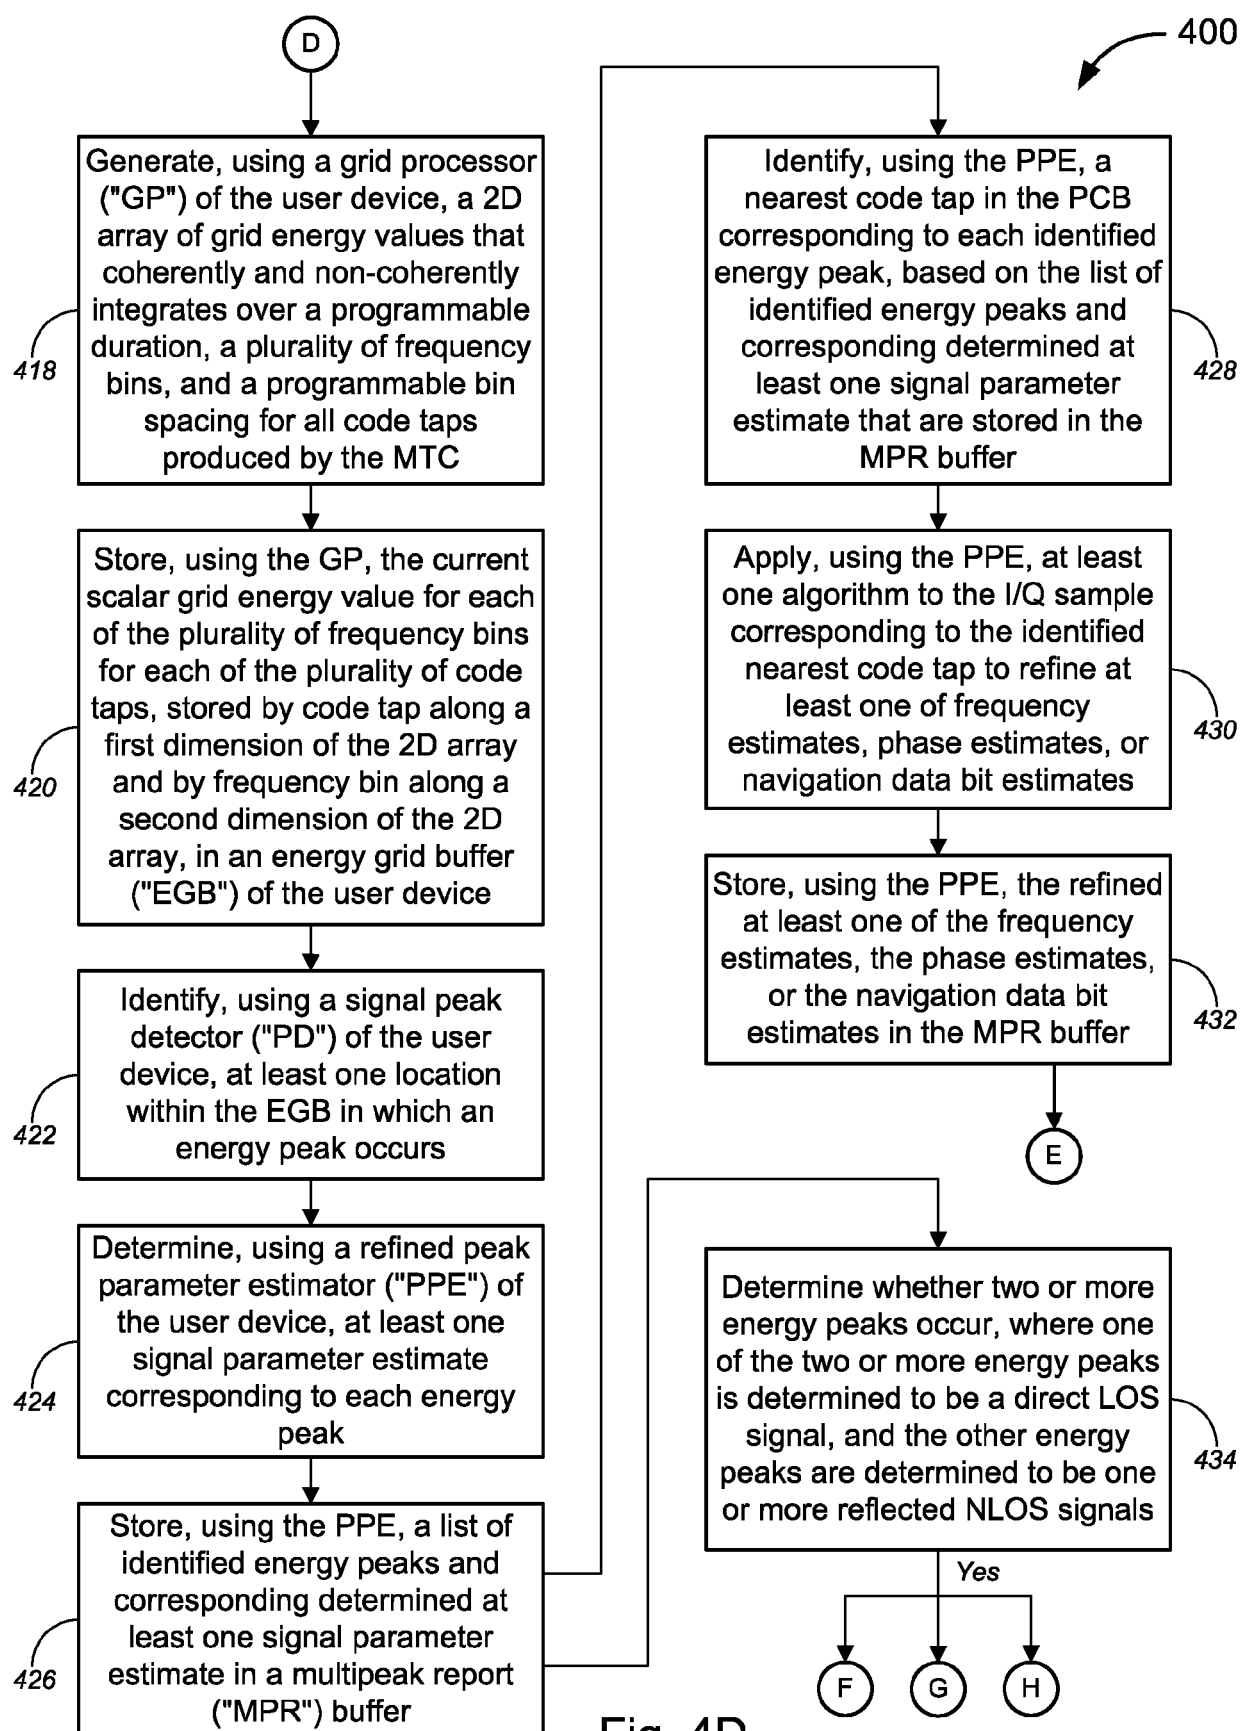 D
400
Generate, using a grid processor
("GP") of the user device, a 2D
array of grid energy values that
coherently and non-coherently
integrates over a programmable
duration, a plurality of frequency
bins, and a programmable bin
spacing for all code taps
produced by the MTC
418
Store, using the GP, the current
scalar grid energy value for each
of the plurality of frequency bins
for each of the plurality of code
taps, stored by code tap along a
first dimension of the 2D array
and by frequency bin along a
second dimension of the 2D
array, in an energy grid buffer
("EGB") of the user device
420
Identify, using a signal peak
detector ("PD") of the user
device, at least one location
within the EGB in which an
energy peak occurs
422
Determine, using a refined peak
parameter estimator ("PPE") of
the user device, at least one
signal parameter estimate
corresponding to each energy
peak
424
Store, using the PPE, a list of
identified energy peaks and
corresponding determined at
least one signal parameter
estimate in a multipeak report
("MPR") buffer
426
Identify, using the PPE, a
nearest code tap in the PCB
corresponding to each identified
energy peak, based on the list of
identified energy peaks and
corresponding determined at
least one signal parameter
estimate that are stored in the
MPR buffer
428
Apply, using the PPE, at least
one algorithm to the I/Q sample
corresponding to the identified
nearest code tap to refine at
least one of frequency
estimates, phase estimates, or
navigation data bit estimates
430
Store, using the PPE, the refined
at least one of the frequency
estimates, the phase estimates,
or the navigation data bit
estimates in the MPR buffer
432
E
Determine whether two or more
energy peaks occur, where one
of the two or more energy peaks
is determined to be a direct LOS
signal, and the other energy
peaks are determined to be one
or more reflected NLOS signals
434
Yes
F
G
H
Fig. 4D